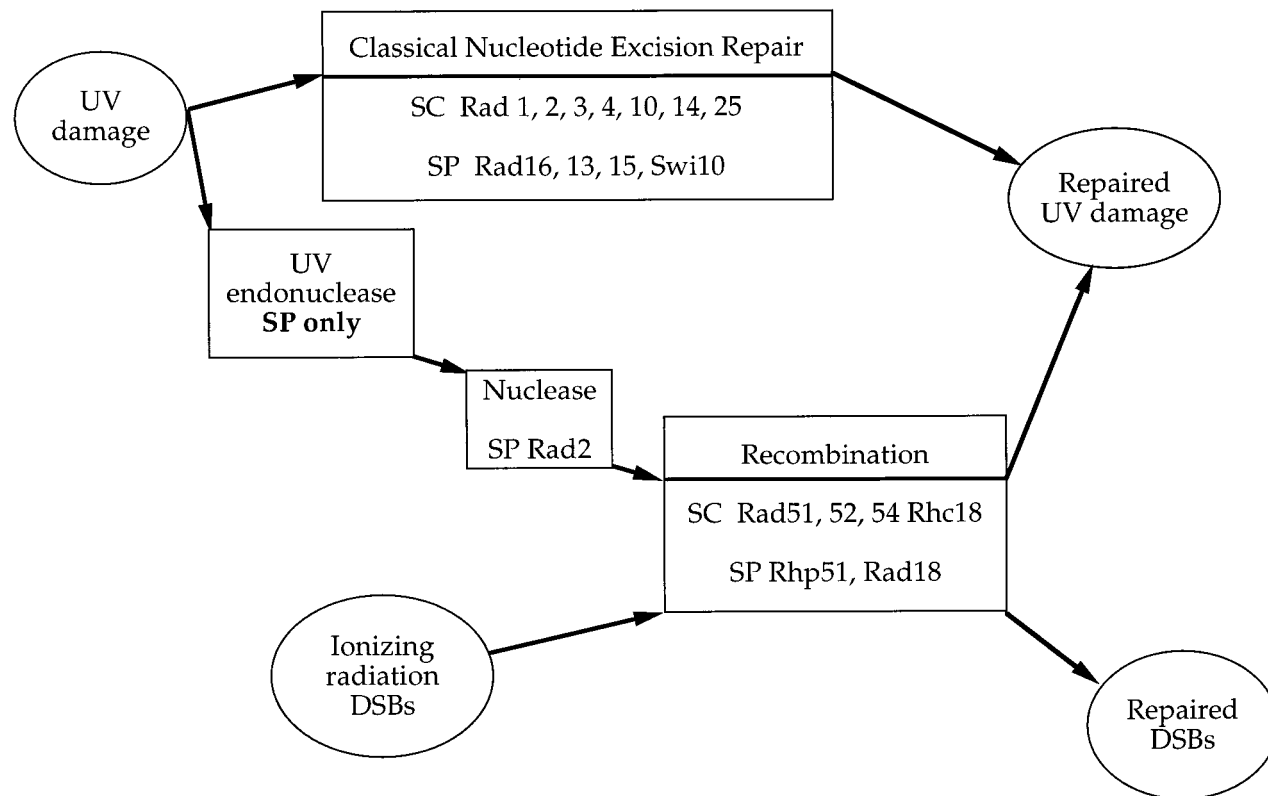 UV
damage
Classical Nucleotide Excision Repair
SC Rad 1, 2, 3, 4, 10, 14, 25
SP Rad16, 13, 15, Swi10
Repaired
UV damage
UV
endonuclease
SP only
Nuclease
SP Rad2
Recombination
SC Rad51, 52, 54 Rhc18
SP Rhp51, Rad18
Ionizing
radiation
DSBs
Repaired
DSBs